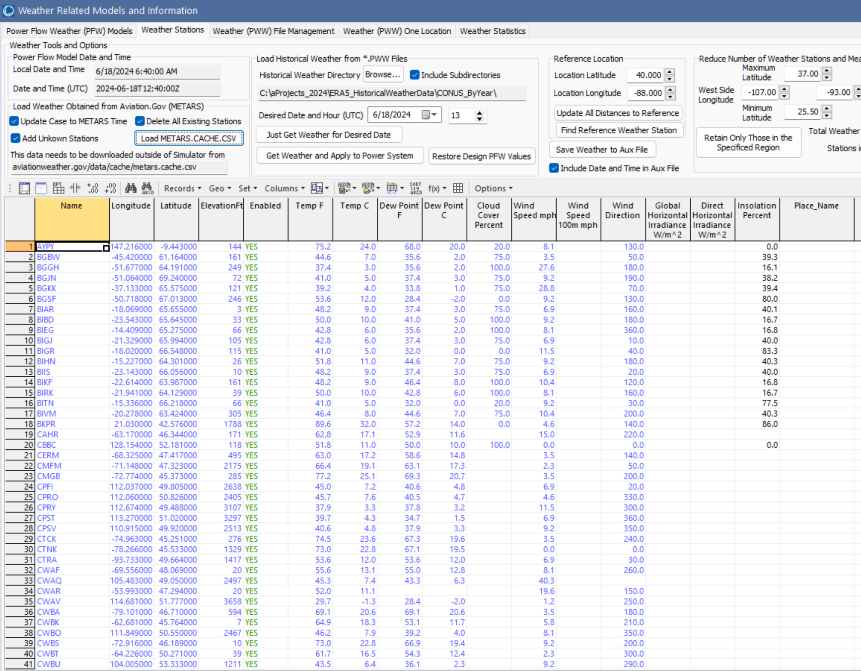 Weather Related Models and Information
Power Flow Weather (PFW) Models Weather Stations Weather (PWW) File Management Weather (PWW) One Location Weather Statistics
Weather Tools and Options
Power Flow Model Date and Time
Local Date and Time 6/18/2024 6:40:00 AM
Date and Time (UTC) 2024-06-18T12:40:00Z
Load Weather Obtained from Aviation.Gov (METARS)
Update Case to METARS Time Delete All Existing Stations
Add Unkown Stations Load METARS.CACHE.CSV
This data needs to be downloaded outside of Simulator from
aviationweather.gov/data/cache/metars.cache.csv
Load Historical Weather from *.PWW Files
Historical Weather Directory Browse... Include Subdirectories
C:\aProjects_2024\ERA5_HistoricalWeatherData\CONUS_ByYear\
Desired Date and Hour (UTC) 6/18/2024 13
Just Get Weather for Desired Date
Get Weather and Apply to Power System Restore Design PFW Values
Reference Location
Location Latitude 40.000
Location Longitude -88.000
Update All Distances to Reference
Find Reference Weather Station
Save Weather to Aux File
Include Date and Time in Aux File
Reduce Number of Weather Stations and Mea
Maximum Latitude 37.00
West Side Longitude -107.00 -93.00
Minimum Latitude 25.50
Retain Only Those in the Specificed Region
Total Weather
Stations i
Records Geo Set Columns f(x) Options
Name Longitude Latitude ElevationFt Enabled Temp F Temp C Dew Point F Dew Point C Cloud Cover Percent Wind Speed mph Wind Speed 100m mph Wind Direction Global Horizontal Irradiance W/m^2 Direct Horizontal Irradiance W/m^2 Insolation Percent Place_Name
1 AYPY 147.216000 -9.443000 144 YES 75.2 24.0 68.0 20.0 20.0 8.1 130.0 0.0
2 BGBW -45.420000 61.164000 161 YES 44.6 7.0 35.6 2.0 75.0 3.5 50.0 39.3
3 BGGH -51.677000 64.191000 249 YES 37.4 3.0 35.6 2.0 100.0 27.6 180.0 16.1
4 BGJN -51.064000 69.240000 72 YES 41.0 5.0 37.4 3.0 75.0 9.2 190.0 38.2
5 BGKK -37.133000 65.575000 121 YES 39.2 4.0 33.8 1.0 75.0 28.8 70.0 39.4
6 BGSF -50.718000 67.013000 246 YES 53.6 12.0 28.4 -2.0 0.0 9.2 130.0 80.0
7 BIAR -18.069000 65.655000 3 YES 48.2 9.0 37.4 3.0 75.0 6.9 160.0 40.1
8 BIBD -23.543000 65.645000 33 YES 50.0 10.0 41.0 5.0 100.0 9.2 180.0 16.7
9 BIEG -14.409000 65.275000 66 YES 42.8 6.0 35.6 2.0 100.0 8.1 360.0 16.8
10 BIGJ -21.329000 65.994000 105 YES 42.8 6.0 37.4 3.0 75.0 6.9 10.0 40.0
11 BIGR -18.020000 66.548000 115 YES 41.0 5.0 32.0 0.0 0.0 11.5 40.0 83.3
12 BIHN -15.227000 64.301000 26 YES 51.8 11.0 44.6 7.0 75.0 9.2 180.0 40.3
13 BIIS -23.143000 66.056000 10 YES 48.2 9.0 37.4 3.0 75.0 6.9 20.0 40.0
14 BIKF -22.614000 63.987000 161 YES 48.2 9.0 46.4 8.0 100.0 10.4 120.0 16.8
15 BIRK -21.941000 64.129000 39 YES 50.0 10.0 42.8 6.0 100.0 8.1 160.0 16.7
16 BITN -15.336000 66.218000 66 YES 41.0 5.0 32.0 0.0 20.0 9.2 30.0 77.5
17 BIVM -20.278000 63.424000 305 YES 46.4 8.0 44.6 7.0 75.0 10.4 200.0 40.3
18 BKPR 21.030000 42.576000 1788 YES 89.6 32.0 57.2 14.0 0.0 4.6 140.0 86.0
19 CAHR -63.170000 46.344000 171 YES 62.8 17.1 52.9 11.6 15.0 220.0
20 CBBC 128.154000 52.181000 118 YES 51.8 11.0 50.0 10.0 100.0 0.0 0.0 0.0
21 CERM -68.325000 47.417000 495 YES 63.0 17.2 58.6 14.8 3.5 140.0
22 CMFM -71.148000 47.323000 2175 YES 66.4 19.1 63.1 17.3 2.3 50.0
23 CMGB -72.774000 45.373000 285 YES 77.2 25.1 69.3 20.7 3.5 200.0
24 CPFI 112.037000 49.805000 2638 YES 45.0 7.2 40.6 4.8 6.9 20.0
25 CPRO 112.060000 50.826000 2405 YES 45.7 7.6 40.5 4.7 4.6 330.0
26 CPRY 112.674000 49.488000 3107 YES 37.9 3.3 37.8 3.2 11.5 300.0
27 CPST 113.270000 51.020000 3297 YES 39.7 4.3 34.7 1.5 6.9 360.0
28 CPSV 110.915000 49.920000 2513 YES 40.6 4.8 37.9 3.3 9.2 350.0
29 CTCK -74.963000 45.251000 276 YES 74.5 23.6 67.3 19.6 3.5 240.0
30 CTNK -78.266000 45.533000 1329 YES 73.0 22.8 67.1 19.5 0.0 0.0
31 CTRA -93.733000 49.664000 1417 YES 53.6 12.0 53.6 12.0 6.9 30.0
32 CWAF -69.556000 48.069000 20 YES 55.6 13.1 55.0 12.8 8.1 260.0
33 CWAQ 105.483000 49.050000 2497 YES 45.3 7.4 43.3 6.3 40.3
34 CWAR -53.993000 47.294000 20 YES 52.0 11.1 19.6 150.0
35 CWAV 114.681000 51.777000 3658 YES 29.7 -1.3 28.4 -2.0 1.2 250.0
36 CWBA -79.101000 46.710000 594 YES 69.1 20.6 69.1 20.6 3.5 180.0
37 CWBK -62.681000 45.764000 7 YES 64.9 18.3 53.1 11.7 5.8 210.0
38 CWBO 111.849000 50.550000 2467 YES 46.2 7.9 39.2 4.0 8.1 350.0
39 CWBS -72.916000 46.189000 10 YES 73.0 22.8 66.9 19.4 9.2 200.0
40 CWBT -64.226000 50.271000 39 YES 61.7 16.5 54.3 12.4 2.3 300.0
41 CWBU 104.005000 53.333000 1211 YES 43.5 6.4 36.1 2.3 9.2 290.0